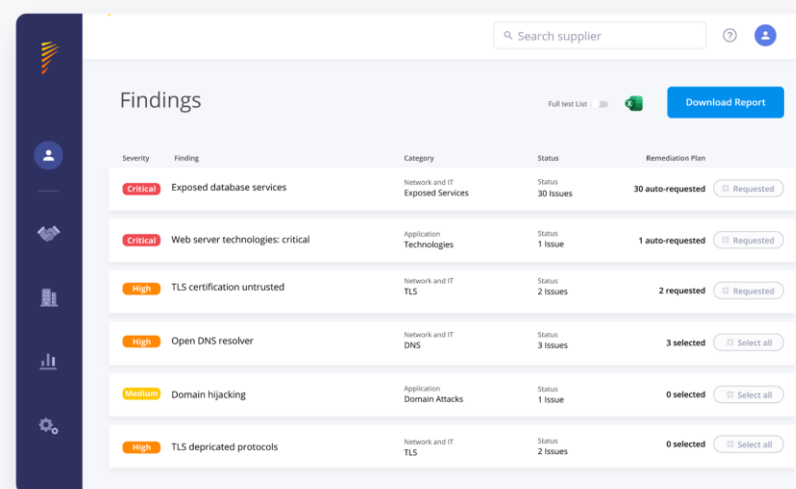 Search supplier
Findings
Full test List
Download Report
Severity Finding Category Status Remediation Plan
Critical Exposed database services Network and IT Exposed Services Status 30 Issues 30 auto-requested Requested
Critical Web server technologies: critical Application Technologies Status 1 Issue 1 auto-requested Requested
High TLS certification untrusted Network and IT TLS Status 2 Issues 2 requested Requested
High Open DNS resolver Network and IT DNS Status 3 Issues 3 selected Select all
Medium Domain hijacking Application Domain Attacks Status 1 Issue 0 selected Select all
High TLS depricated protocols Network and IT TLS Status 2 Issues 0 selected Select all